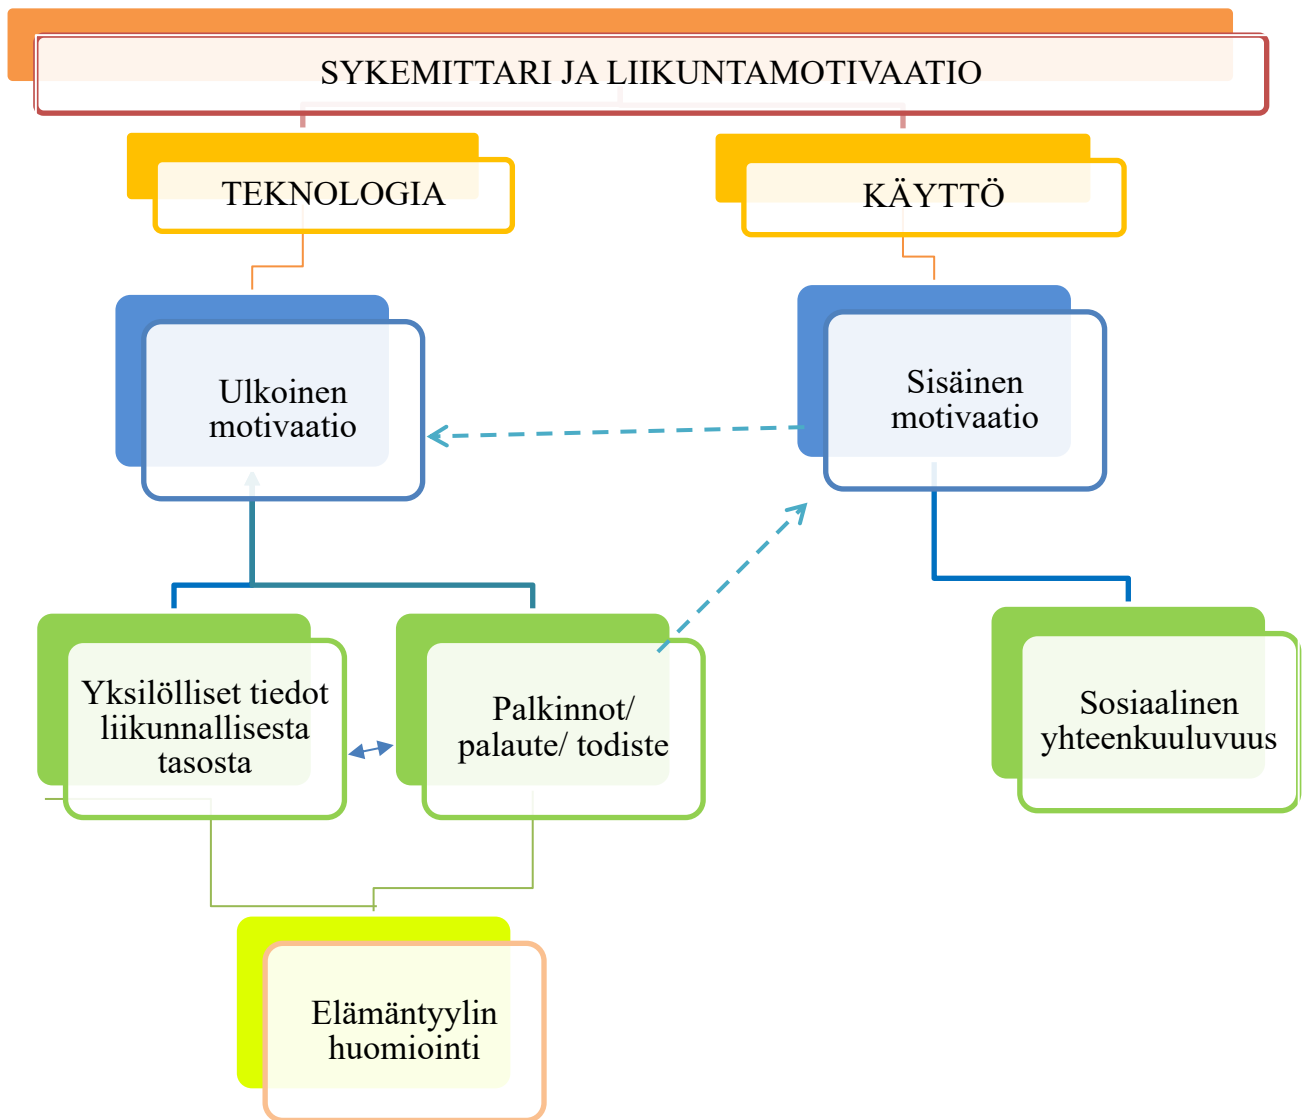 SYKEMITTARI JA LIIKUNTAMOTIVAATIO
TEKNOLOGIA
KÄYTTÖ
Ulkoinen
motivaatio
Sisäinen
motivaatio
Yksilölliset tiedot
liikunnallisesta
tasosta
Palkinnot/
palaute/ todiste
Sosiaalinen
yhteenkuuluvuus
Elämäntyylin
huomiointi